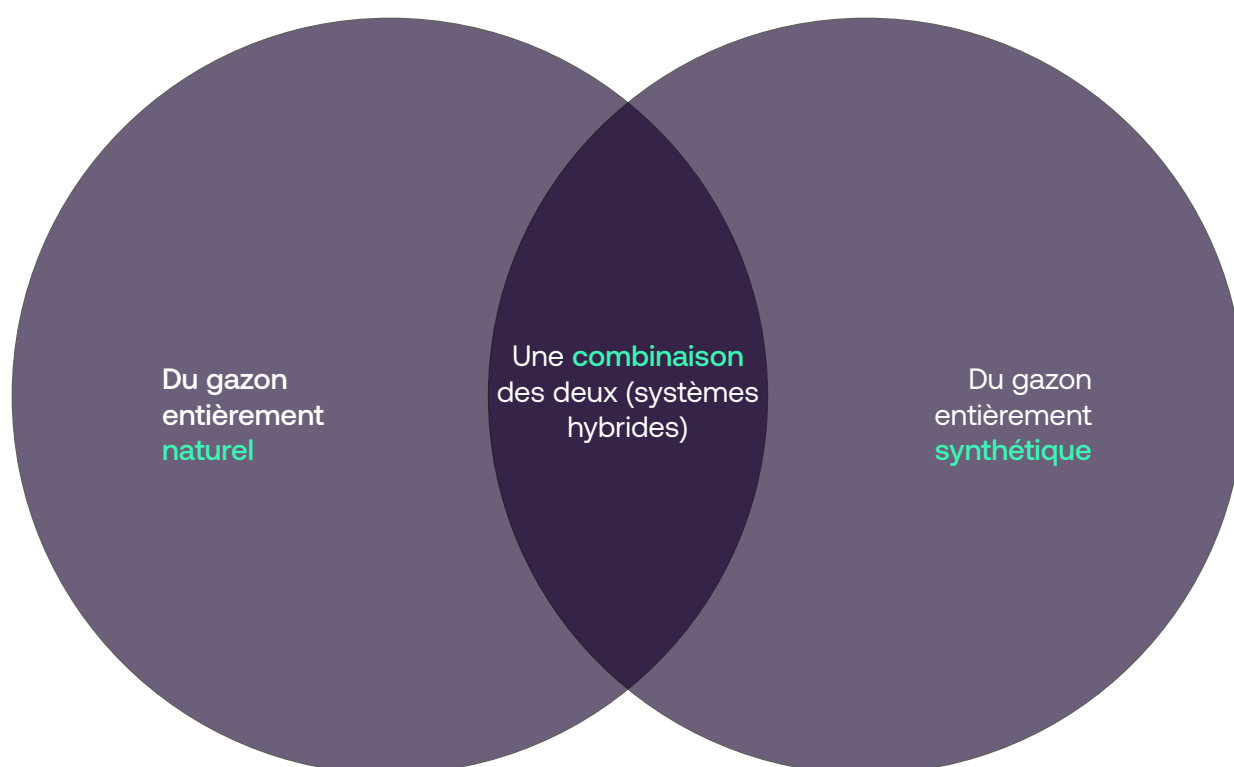 Du gazon
entièrement
naturel
Une combinaison
des deux (systèmes
hybrides)
Du gazon
entièrement
synthétique